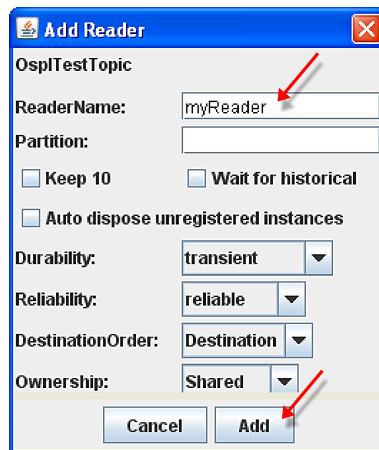 Add Reader
OsplTestTopic
ReaderName: myReader
Partition:
Keep 10 Wait for historical
Auto dispose unregistered instances
Durability: transient
Reliability: reliable
DestinationOrder: Destination
Ownership: Shared
Cancel Add